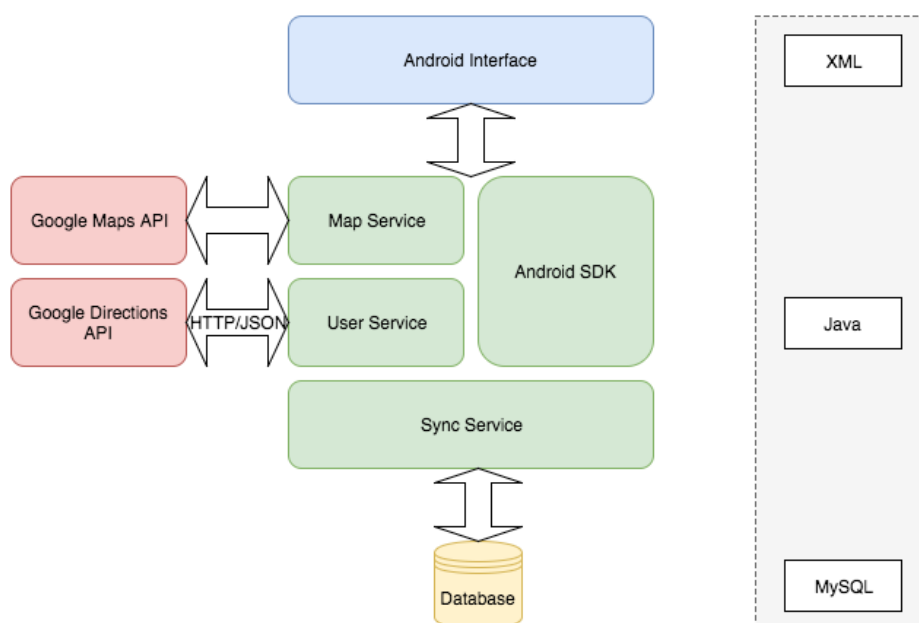 Android Interface
XML
Google Maps API
Map Service
Android SDK
Google Directions
API
HTTP/JSON
User Service
Java
Sync Service
Database
MySQL